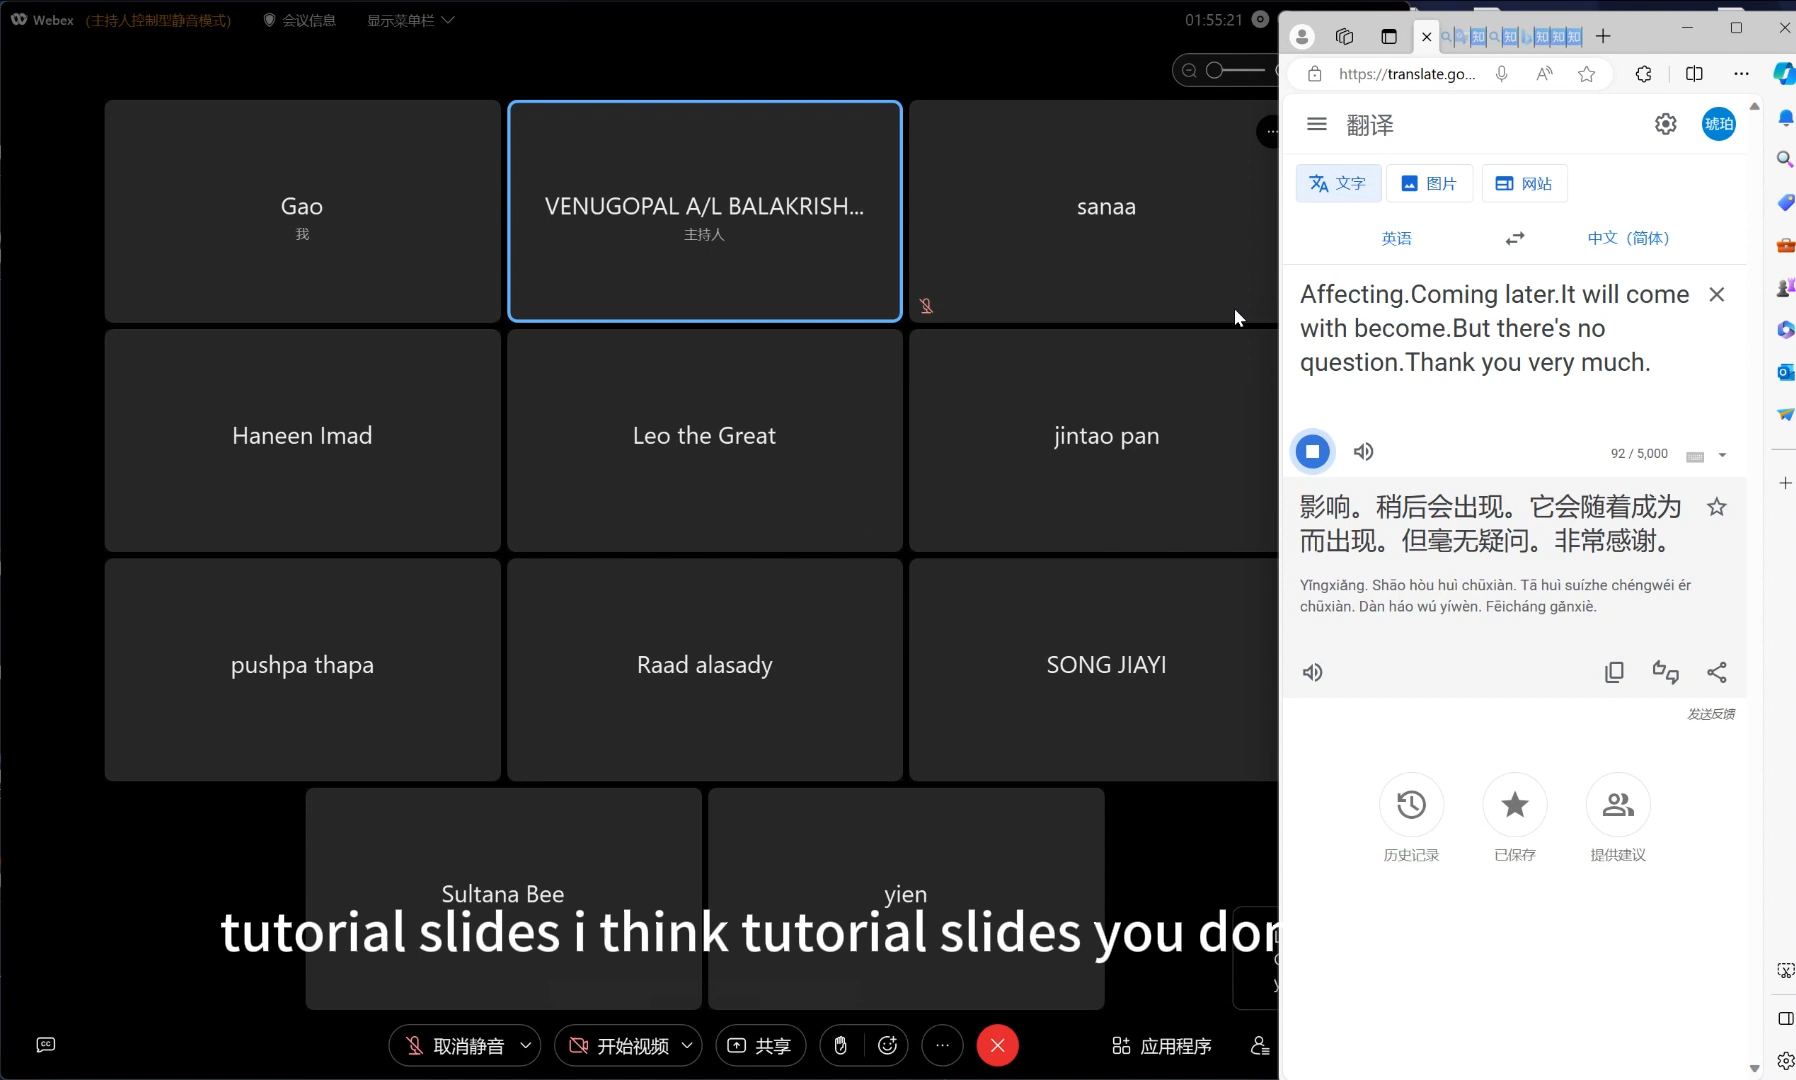 Webex
(主持人控制型静音模式)
会议信息
显示菜单栏
01:55:21
Gao
我
VENUGOPAL A/L BALAKRISH...
主持人
sanaa
Haneen Imad
Leo the Great
jintao pan
pushpa thapa
Raad alasady
SONG JIAYI
Sultana Bee
yien
tutorial slides i think tutorial slides you don
取消静音
开始视频
共享
应用程序
https://translate.go...
翻译
琥珀
文字
图片
网站
英语
中文（简体）
Affecting.Coming later.It will come
with become.But there's no
question.Thank you very much.
92 / 5,000
影响。稍后会出现。它会随着成为
而出现。但毫无疑问。非常感谢。
Yǐngxiǎng. Shāo hòu huì chūxiàn. Tā huì suízhe chéngwéi ér
chūxiàn. Dàn háo wú yíwèn. Fēicháng gǎnxiè.
发送反馈
历史记录
已保存
提供建议